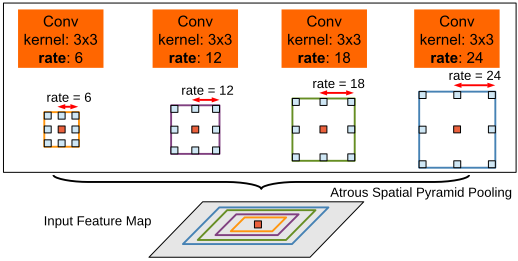 Conv
kernel: 3x3
rate: 6
Conv
kernel: 3x3
rate: 12
Conv
kernel: 3x3
rate: 18
Conv
kernel: 3x3
rate: 24
rate = 6
rate = 12
rate = 18
rate = 24
Atrous Spatial Pyramid Pooling
Input Feature Map